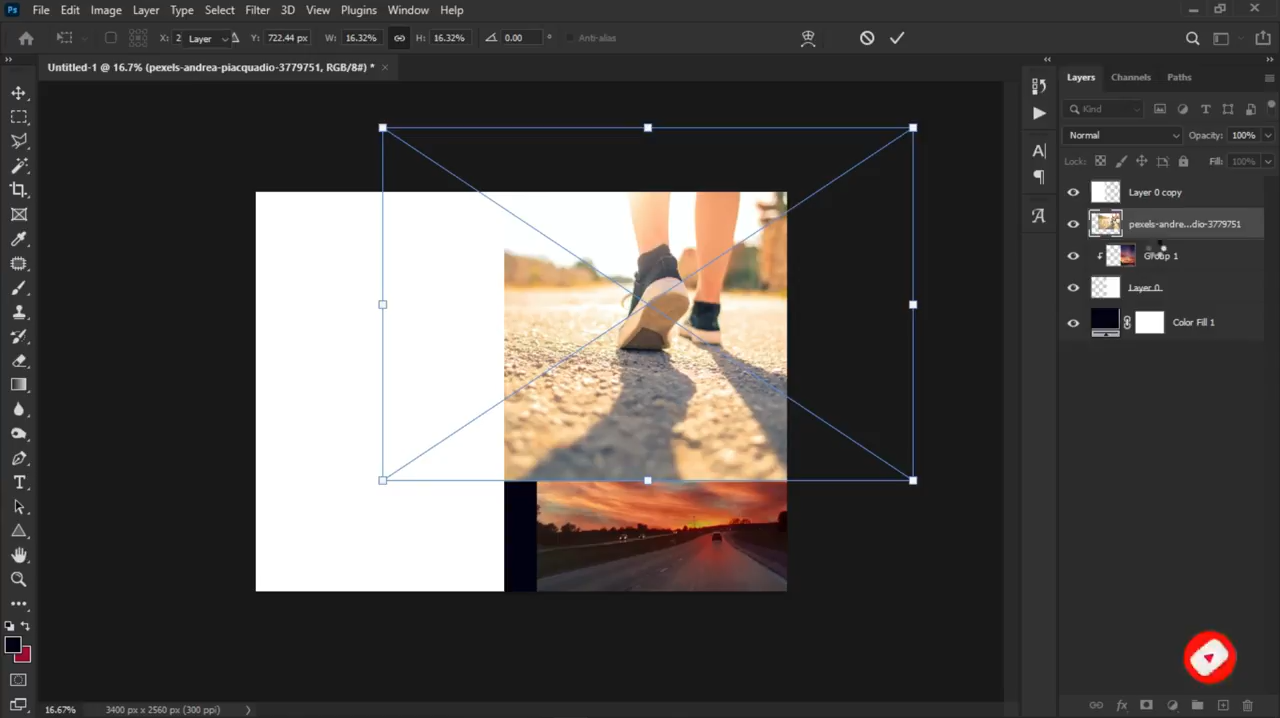 Ps File Edit Image Layer Type Select Filter 3D View Plugins Window Help
X: 2 Layer Y: 722.44 px W: 16.32% H: 16.32% 0.00 ° Anti-alias
Untitled-1 @ 16.7% (pexels-andrea-piacquadio-3779751, RGB/8#) * ×
Layers Channels Paths
Kind
Normal Opacity: 100%
Lock: Fill: 100%
Layer 0 copy
pexels-andre...dio-3779751
Group 1
Layer 0
Color Fill 1
16.67% 3400 px x 2560 px (300 ppi)